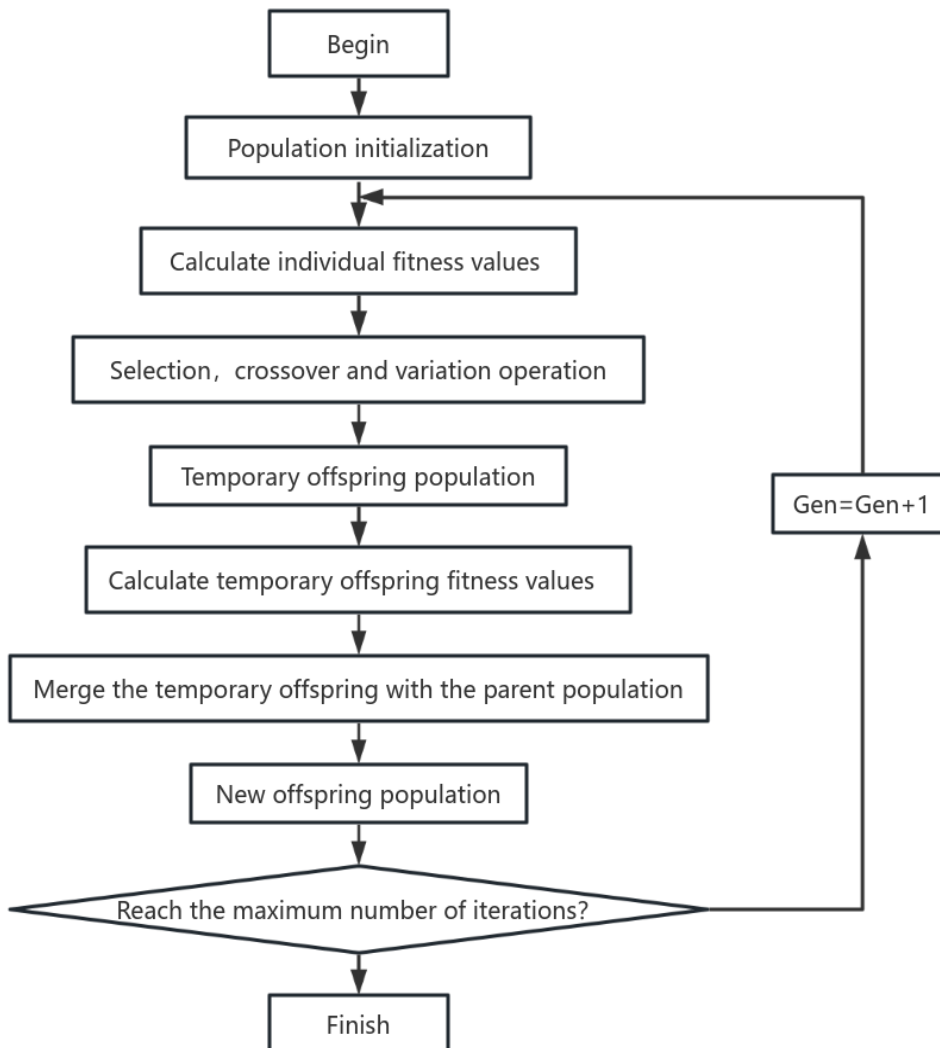 Begin
Population initialization
Calculate individual fitness values
Selection，crossover and variation operation
Temporary offspring population
Gen=Gen+1
Calculate temporary offspring fitness values
Merge the temporary offspring with the parent population
New offspring population
Reach the maximum number of iterations?
Finish